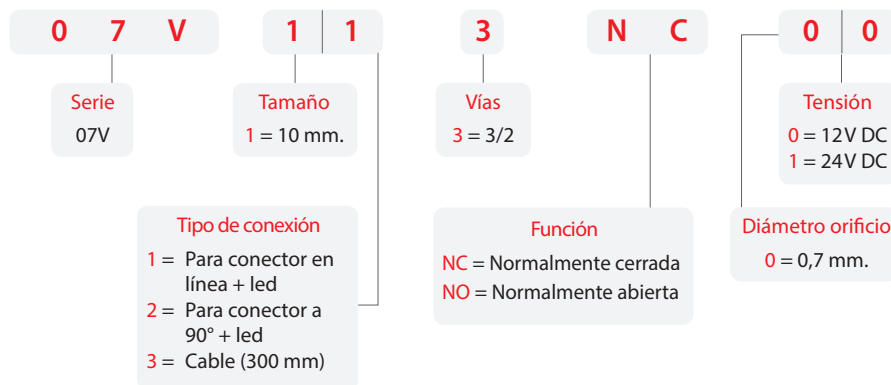 0 7 V 1 1 3 N C 0 0
Serie
07V
Tamaño
1 = 10 mm.
Vías
3 = 3/2
Tensión
0 = 12V DC
1 = 24V DC
Tipo de conexión
1 = Para conector en
línea + led
2 = Para conector a
90° + led
3 = Cable (300 mm)
Función
NC = Normalmente cerrada
NO = Normalmente abierta
Diámetro orificio
0 = 0,7 mm.